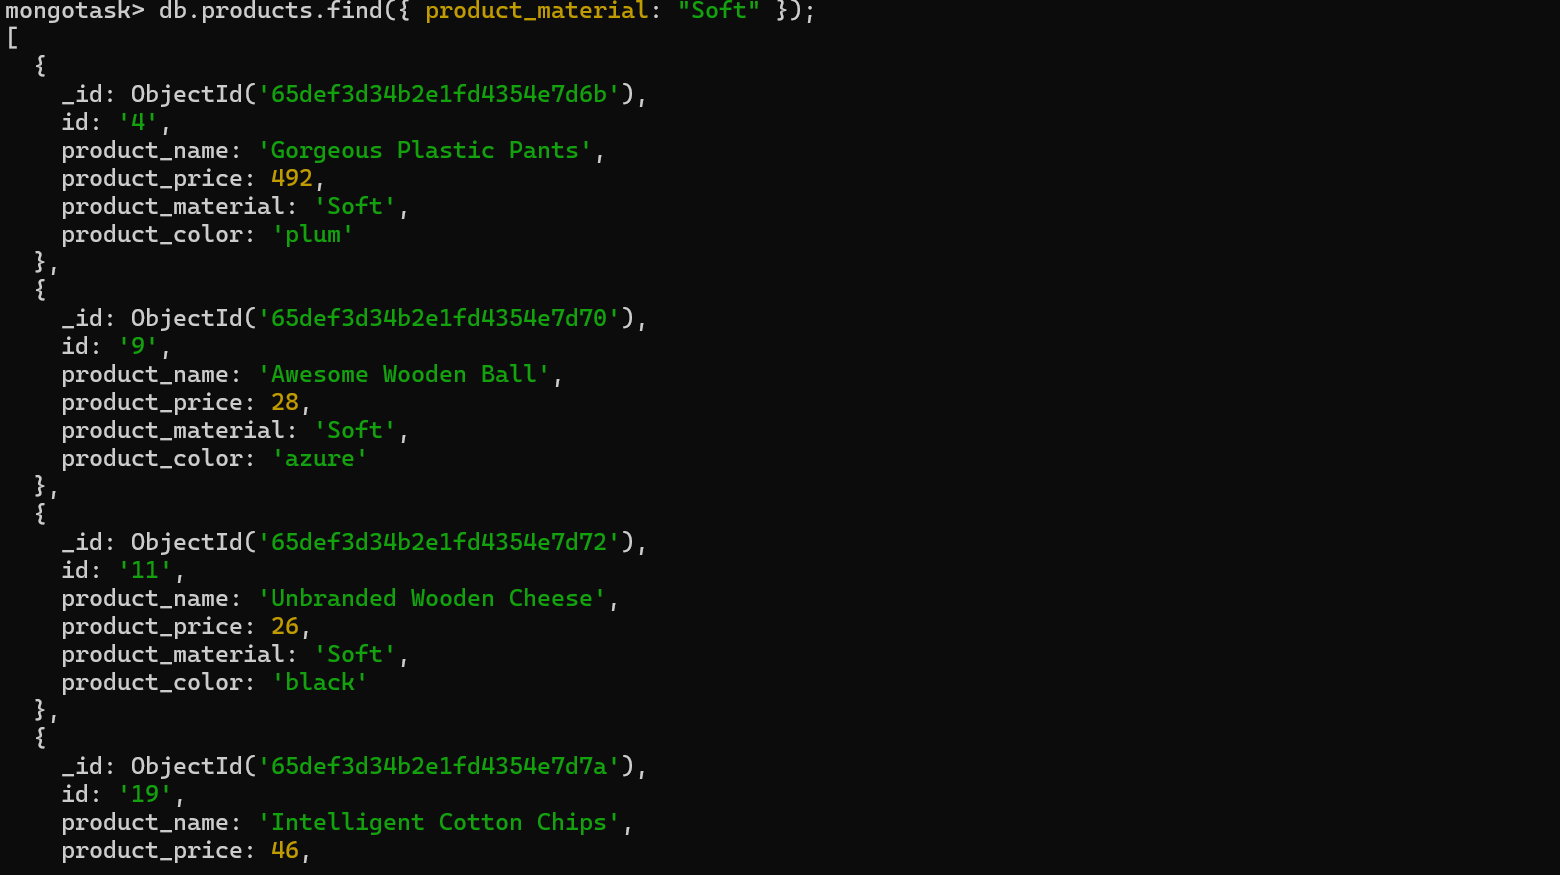 mongotask> db.products.find({ product_material: "Soft" });
[
  {
    _id: ObjectId('65def3d34b2e1fd4354e7d6b'),
    id: '4',
    product_name: 'Gorgeous Plastic Pants',
    product_price: 492,
    product_material: 'Soft',
    product_color: 'plum'
  },
  {
    _id: ObjectId('65def3d34b2e1fd4354e7d70'),
    id: '9',
    product_name: 'Awesome Wooden Ball',
    product_price: 28,
    product_material: 'Soft',
    product_color: 'azure'
  },
  {
    _id: ObjectId('65def3d34b2e1fd4354e7d72'),
    id: '11',
    product_name: 'Unbranded Wooden Cheese',
    product_price: 26,
    product_material: 'Soft',
    product_color: 'black'
  },
  {
    _id: ObjectId('65def3d34b2e1fd4354e7d7a'),
    id: '19',
    product_name: 'Intelligent Cotton Chips',
    product_price: 46,